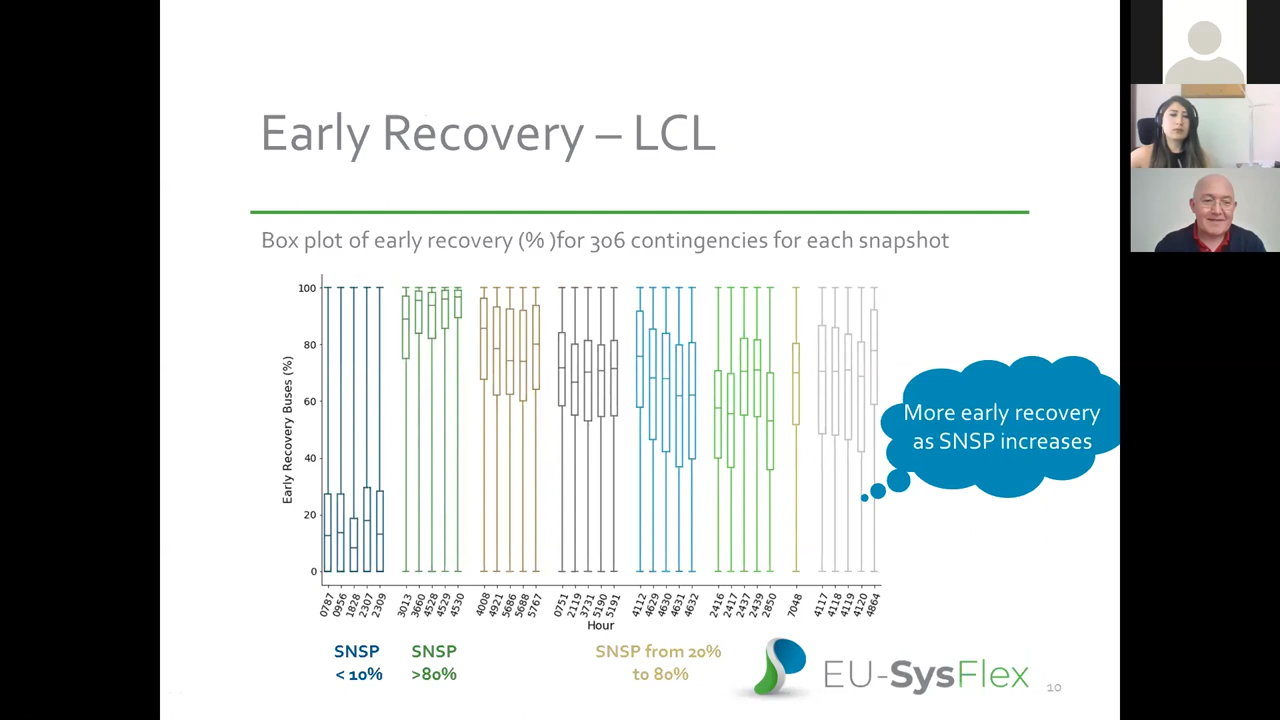 Early Recovery – LCL
Box plot of early recovery (% )for 306 contingencies for each snapshot
Early Recovery Buses (%)
100
80
60
40
20
0
0787 0956 1828 2307 2309 3013 3660 4528 4529 4530 4008 4921 5686 5688 5767 0751 2119 3731 5190 5191 4112 4629 4630 4631 4632 2416 2417 2437 2439 2850 7048 4117 4118 4119 4120 4864
Hour
More early recovery
as SNSP increases
SNSP
< 10%
SNSP
>80%
SNSP from 20%
to 80%
EU-SysFlex
10